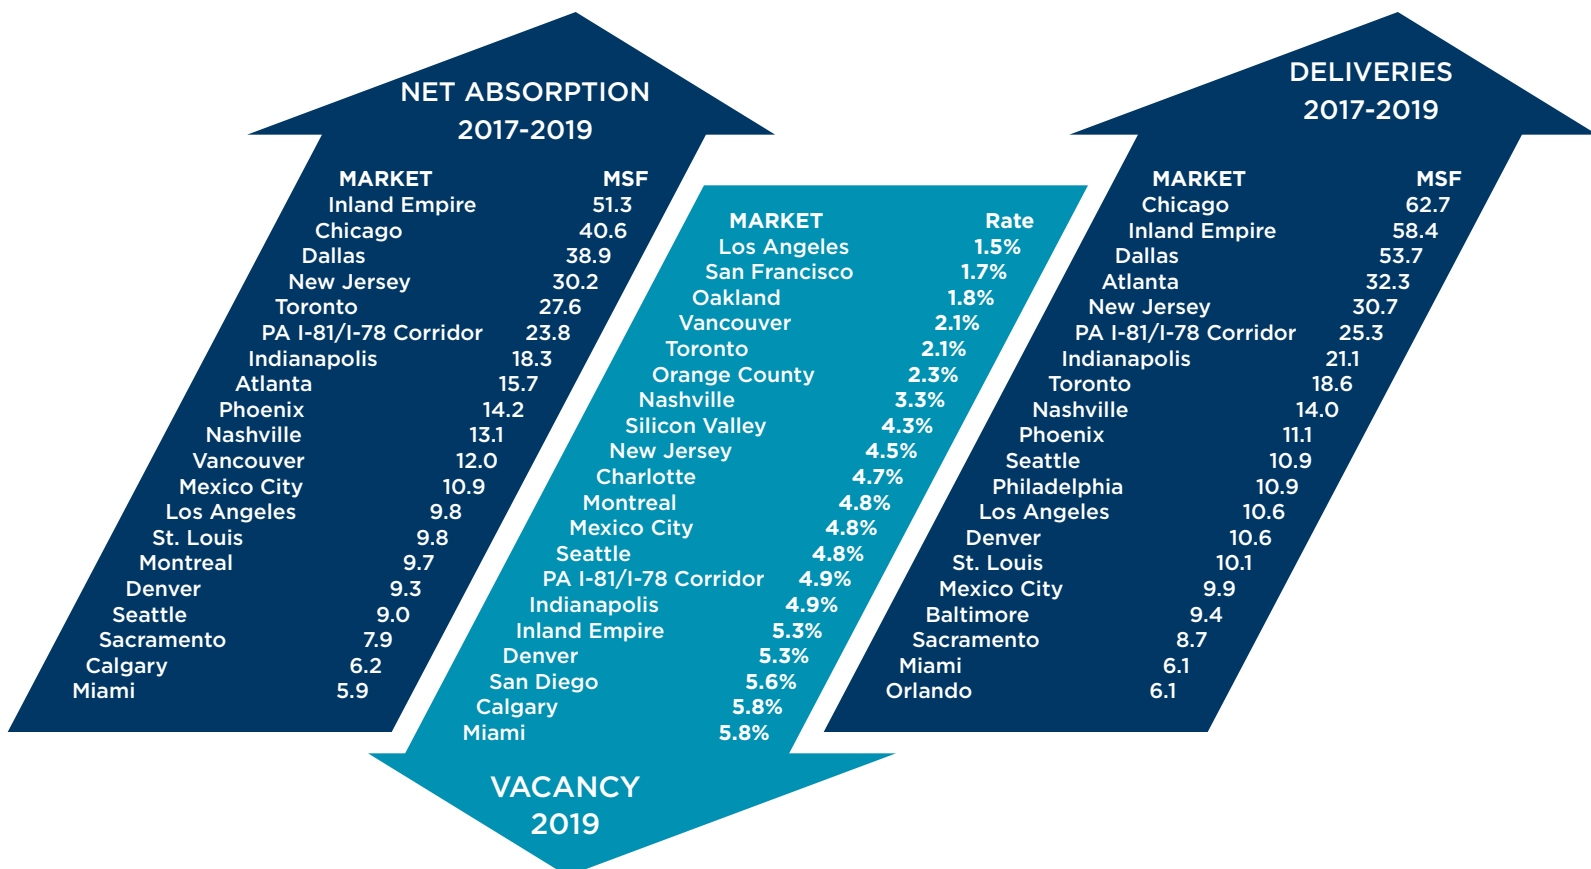 NET ABSORPTION
2017-2019
MARKET MSF
Inland Empire 51.3
Chicago 40.6
Dallas 38.9
New Jersey 30.2
Toronto 27.6
PA I-81/I-78 Corridor 23.8
Indianapolis 18.3
Atlanta 15.7
Phoenix 14.2
Nashville 13.1
Vancouver 12.0
Mexico City 10.9
Los Angeles 9.8
St. Louis 9.8
Montreal 9.7
Denver 9.3
Seattle 9.0
Sacramento 7.9
Calgary 6.2
Miami 5.9
MARKET Rate
Los Angeles 1.5%
San Francisco 1.7%
Oakland 1.8%
Vancouver 2.1%
Toronto 2.1%
Orange County 2.3%
Nashville 3.3%
Silicon Valley 4.3%
New Jersey 4.5%
Charlotte 4.7%
Montreal 4.8%
Mexico City 4.8%
Seattle 4.8%
PA I-81/I-78 Corridor 4.9%
Indianapolis 4.9%
Inland Empire 5.3%
Denver 5.3%
San Diego 5.6%
Calgary 5.8%
Miami 5.8%
VACANCY
2019
DELIVERIES
2017-2019
MARKET MSF
Chicago 62.7
Inland Empire 58.4
Dallas 53.7
Atlanta 32.3
New Jersey 30.7
PA I-81/I-78 Corridor 25.3
Indianapolis 21.1
Toronto 18.6
Nashville 14.0
Phoenix 11.1
Seattle 10.9
Philadelphia 10.9
Los Angeles 10.6
Denver 10.6
St. Louis 10.1
Mexico City 9.9
Baltimore 9.4
Sacramento 8.7
Miami 6.1
Orlando 6.1